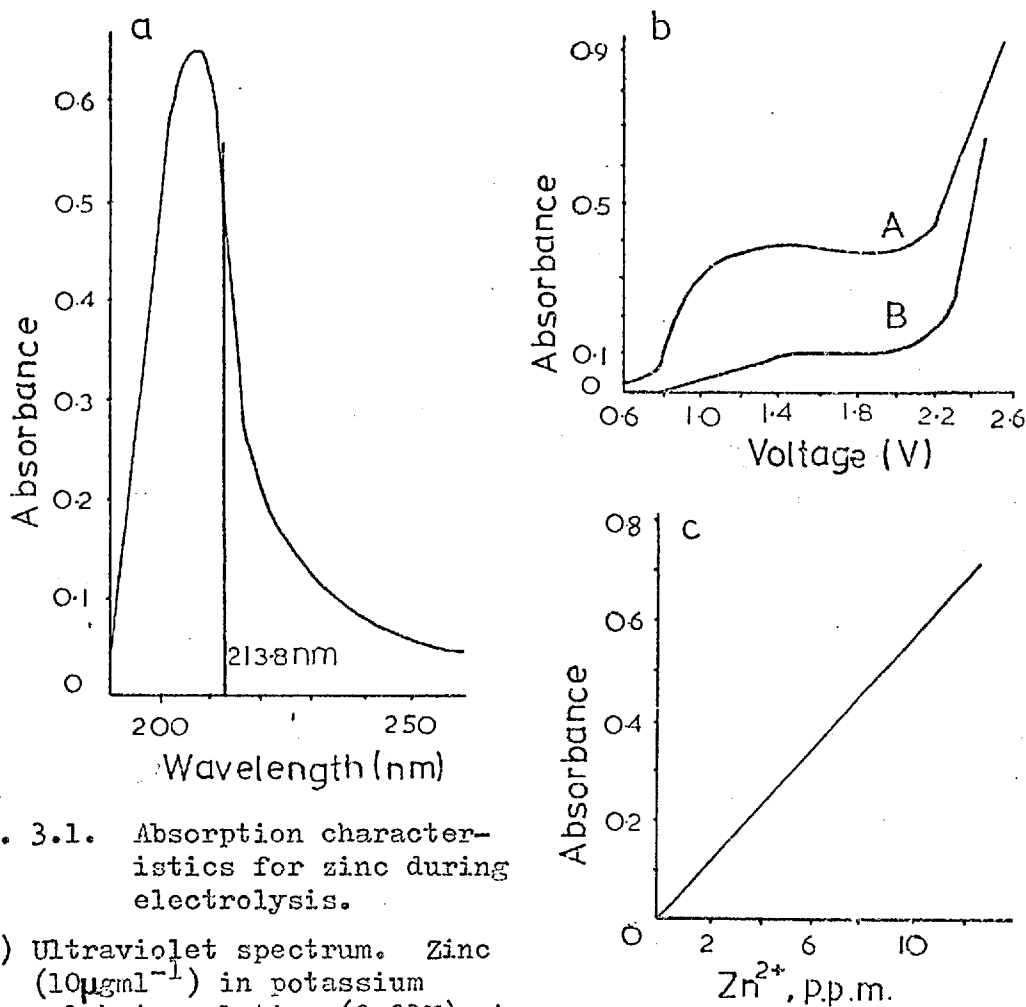 a
0.6
0.5
0.4
0.3
0.2
0.1
0
Absorbance
213.8nm
200
250
Wavelength (nm)
b
0.9
0.5
0.1
0
Absorbance
A
B
0.6
1.0
1.4
1.8
2.2
2.6
Voltage (V)
c
0.8
0.6
0.4
0.2
0
Absorbance
2
6
10
Zn2+, p.p.m.
. 3.1. Absorption character-
istics for zinc during
electrolysis.
) Ultraviolet spectrum. Zinc
(10µgml-1) in potassium